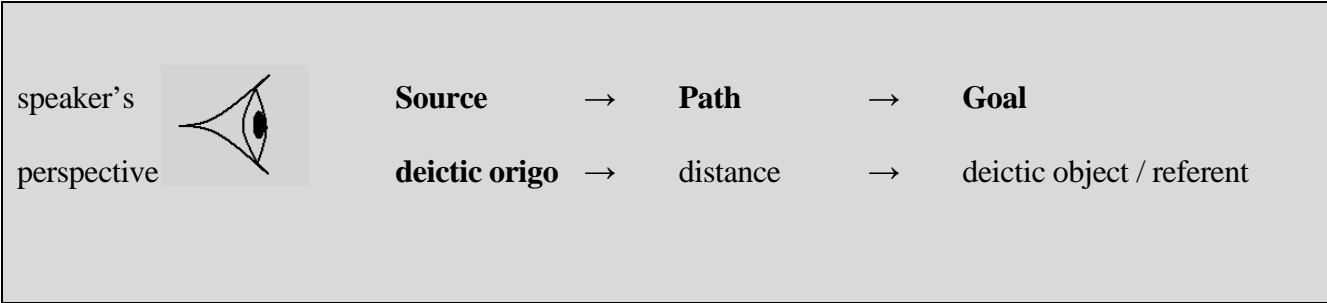 speaker’s Source → Path → Goal
perspective deictic origo → distance → deictic object / referent